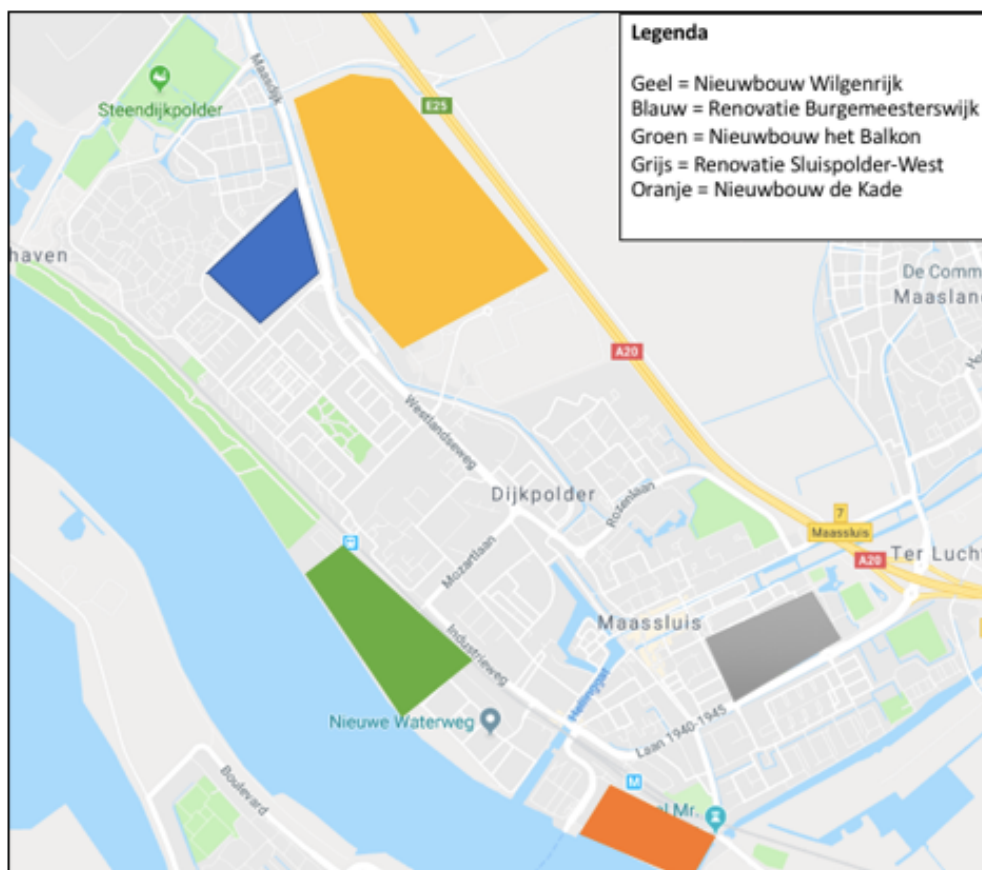 Legenda
Geel = Nieuwbouw Wilgenrijk
Blauw = Renovatie Burgemeesterswijk
Groen = Nieuwbouw het Balkon
Grijs = Renovatie Sluispolder-West
Oranje = Nieuwbouw de Kade
Maasdijk
Steendijkpolder
E25
haven
De Comm
Maasland
A20
Westlandseweg
Dijkpolder
Rozenlaan
7
Maassluis
Mozartlaan
A20
Ter Lucht
Maassluis
Industrieweg
Nieuwe Waterweg
Laan 1940-1945
Boulevard
M
Mr.